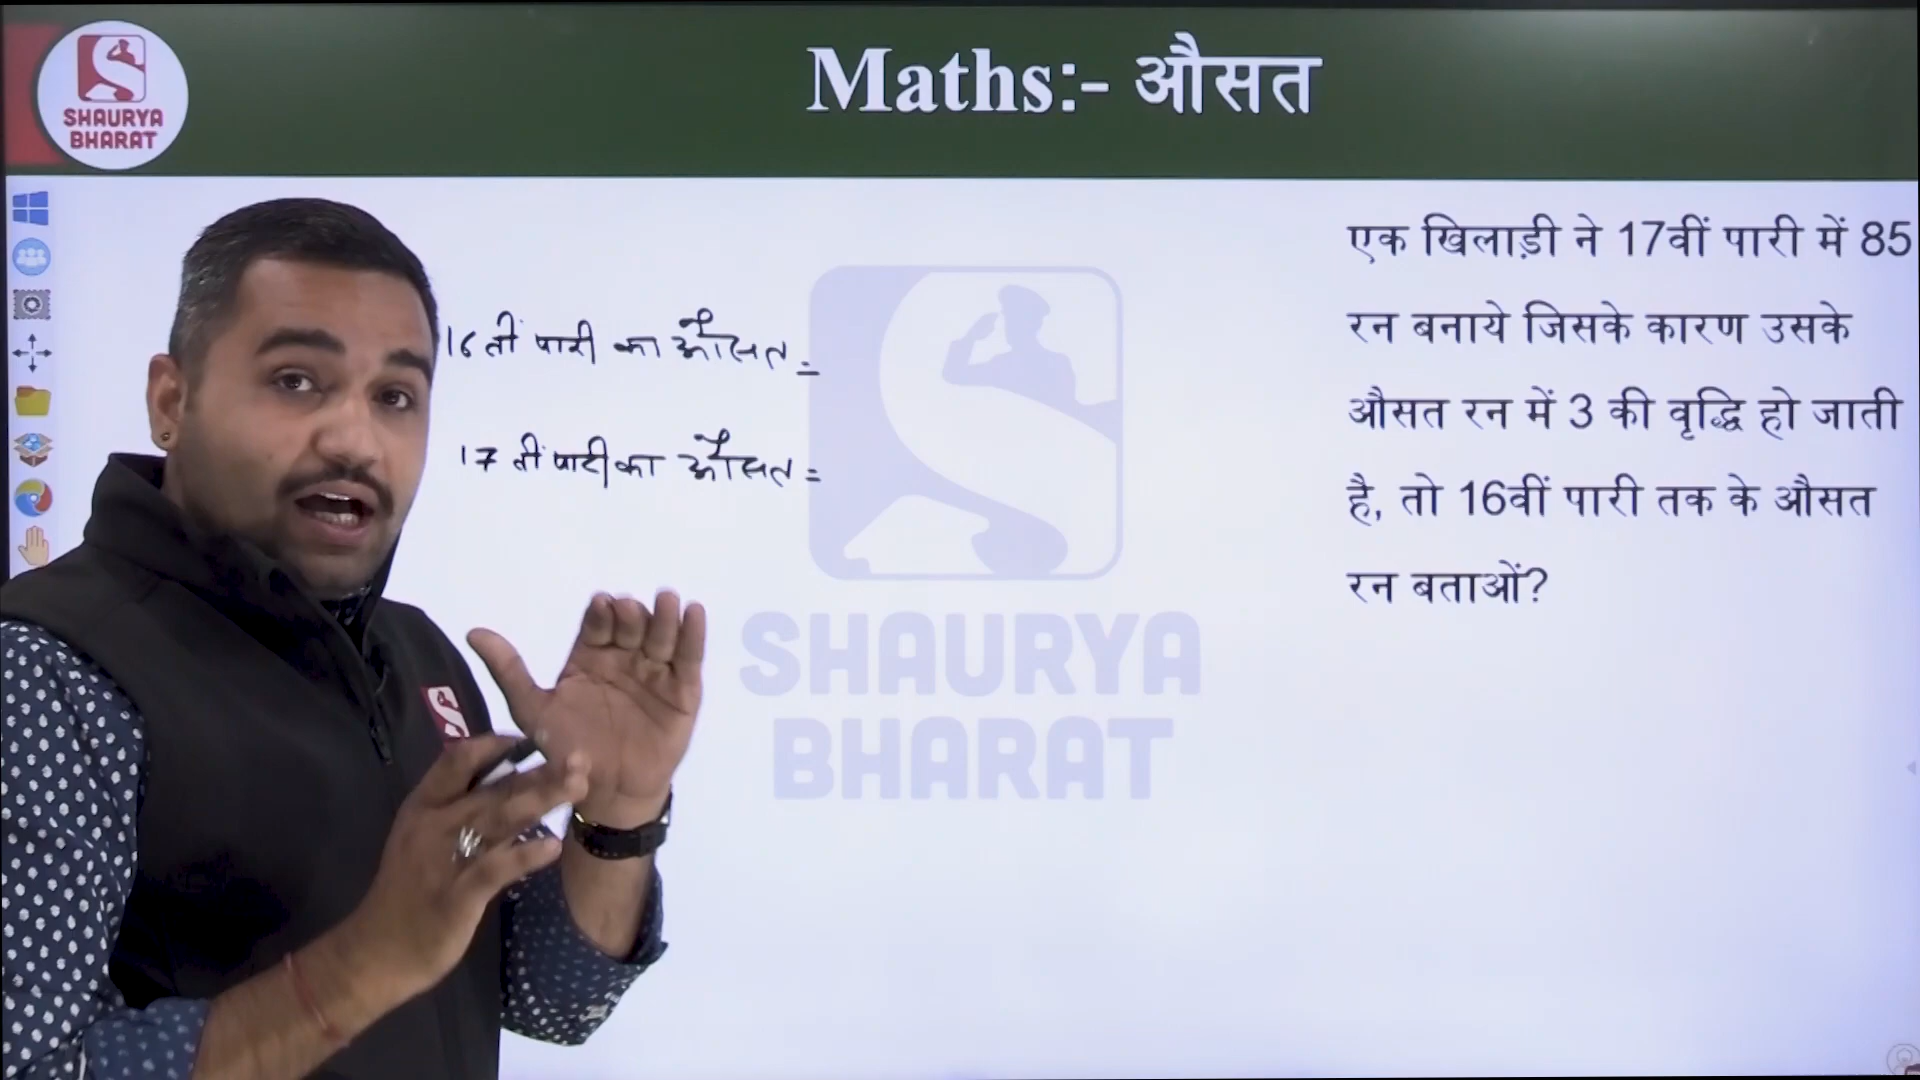 SHAURYA
BHARAT
Maths:- औसत
16 वीं पारी का औसत =
17 वीं पारी का औसत =
एक खिलाड़ी ने 17वीं पारी में 85
रन बनाये जिसके कारण उसके
औसत रन में 3 की वृद्धि हो जाती
है, तो 16वीं पारी तक के औसत
रन बताओं?
SHAURYA
BHARAT